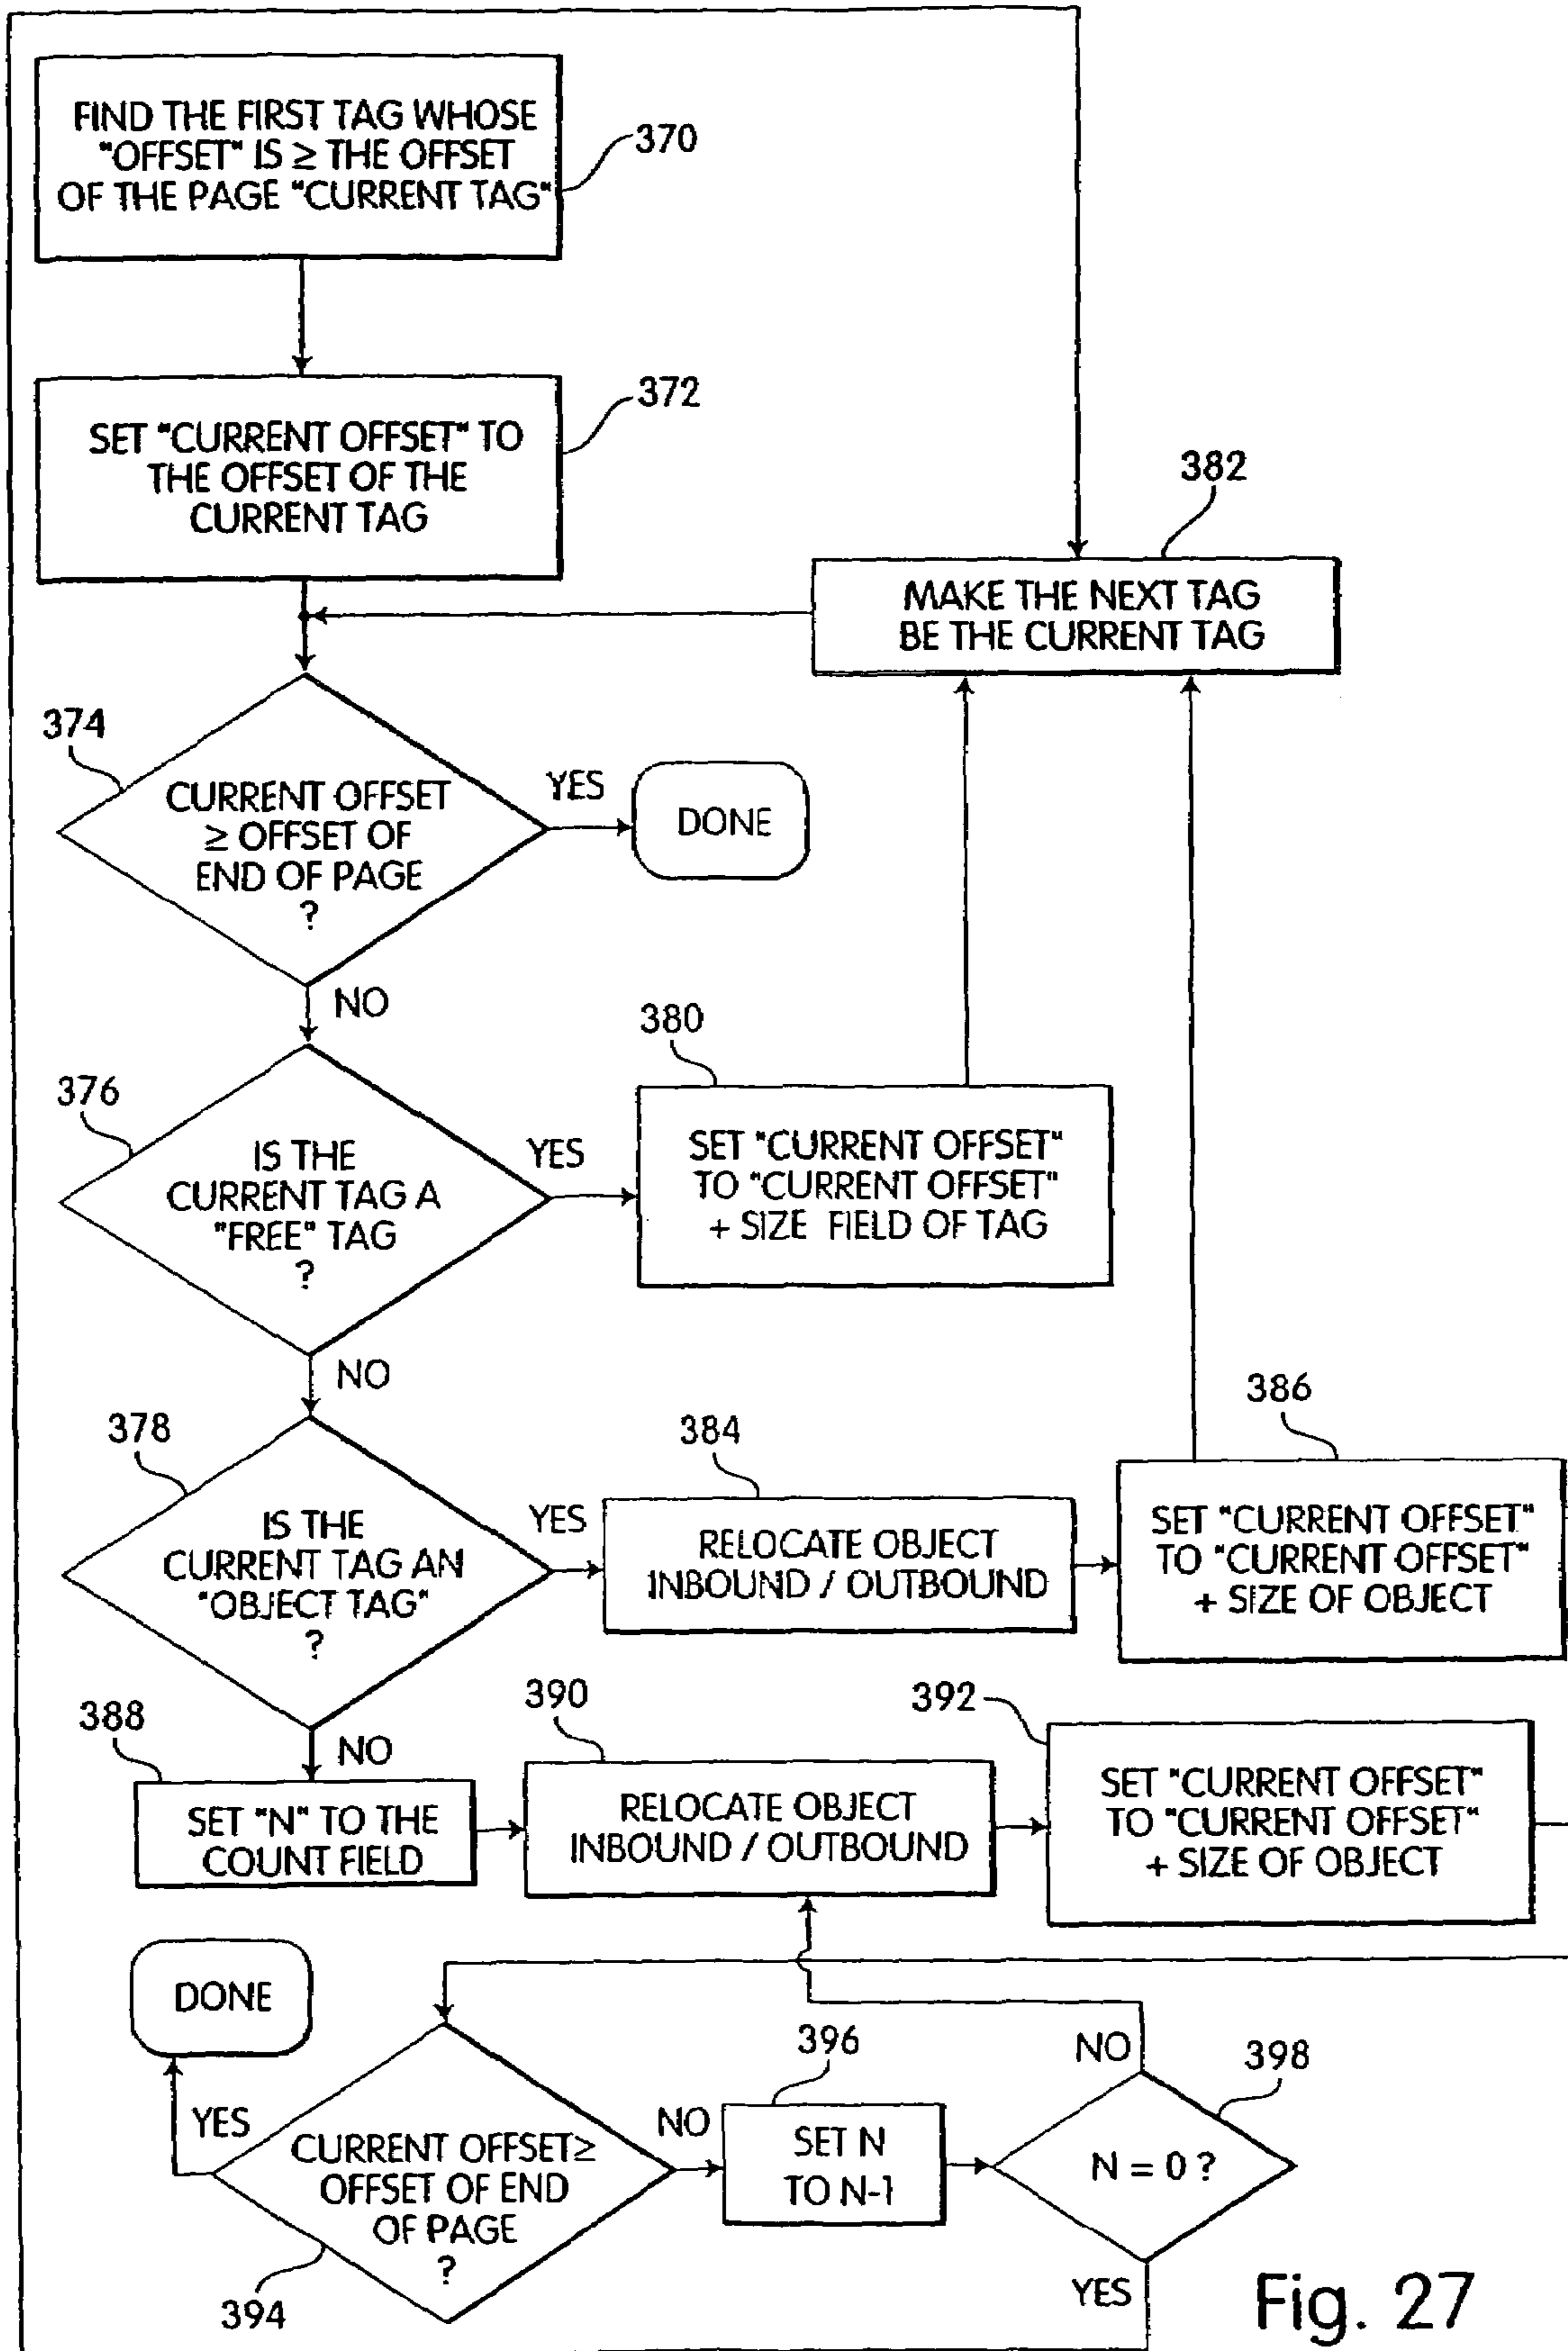 FIND THE FIRST TAG WHOSE
"OFFSET" IS ≥ THE OFFSET
OF THE PAGE "CURRENT TAG"
370
SET "CURRENT OFFSET" TO
THE OFFSET OF THE
CURRENT TAG
372
382
MAKE THE NEXT TAG
BE THE CURRENT TAG
374
CURRENT OFFSET
≥ OFFSET OF
END OF PAGE
?
YES
DONE
NO
376
IS THE
CURRENT TAG A
"FREE" TAG
?
YES
380
SET "CURRENT OFFSET"
TO "CURRENT OFFSET"
+ SIZE FIELD OF TAG
NO
378
IS THE
CURRENT TAG AN
"OBJECT TAG"
?
YES
384
RELOCATE OBJECT
INBOUND / OUTBOUND
386
SET "CURRENT OFFSET"
TO "CURRENT OFFSET"
+ SIZE OF OBJECT
NO
388
SET "N" TO THE
COUNT FIELD
390
RELOCATE OBJECT
INBOUND / OUTBOUND
392
SET "CURRENT OFFSET"
TO "CURRENT OFFSET"
+ SIZE OF OBJECT
DONE
YES
CURRENT OFFSET≥
OFFSET OF END
OF PAGE
?
394
NO
396
SET N
TO N-1
NO
398
N = 0 ?
YES
Fig. 27